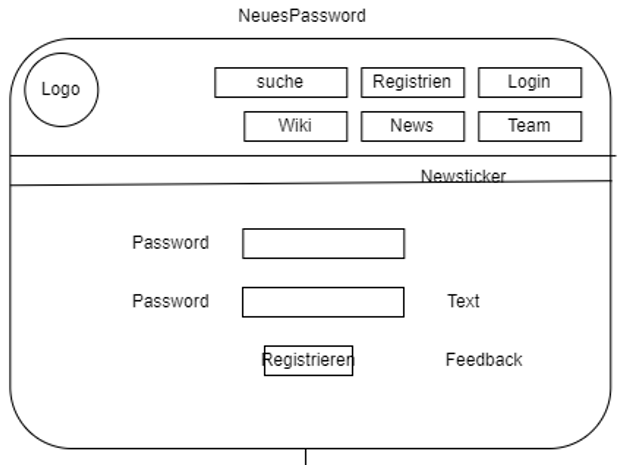 NeuesPassword
Logo
suche
Registrien
Login
Wiki
News
Team
Newsticker
Password
Password
Text
Registrieren
Feedback